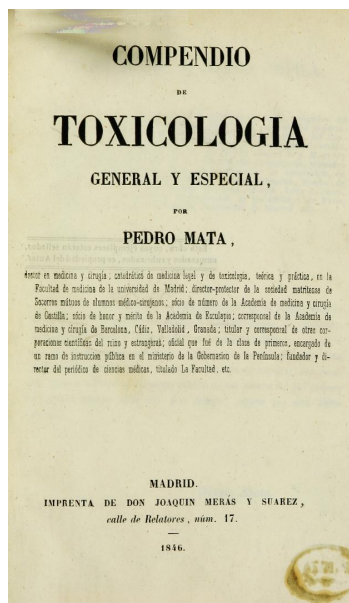 COMPENDIO
DE
TOXICOLOGIA
GENERAL Y ESPECIAL,
POR
PEDRO MATA,
doctor en medicina y cirugía; catedrático de medicina legal y de toxicología, teórica y práctica, en la
Facultad de medicina de la universidad de Madrid; director-protector de la sociedad matritense de
Socorros mútuos de alumnos médico-cirujanos; sócio de número de la Academia de medicina y cirugía
de Castilla; sócio de honor y mérito de la Academia de Esculapio; corresponsal de la Academia de
medicina y cirugía de Barcelona, Cádiz, Valladolid, Granada; titular y corresponsal de otras cor-
poraciones científicas del reino y estrangeras; oficial que fué de la clase de primeros, encargado de
un ramo de instruccion pública en el ministerio de la Gobernacion de la Península; fundador y di-
rector del periódico de ciencias médicas, titulado La Facultad, etc.
MADRID.
IMPRENTA DE DON JOAQUIN MERÁS Y SUAREZ,
calle de Relatores, núm. 17.
1846.